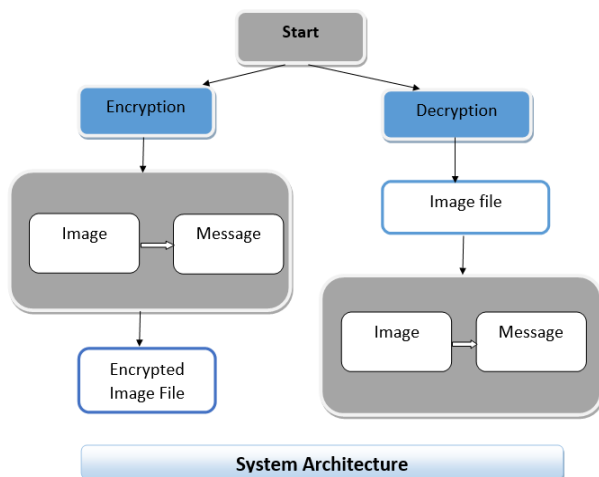 Start
Encryption
Decryption
Image
Message
Image file
Image
Message
Encrypted
Image File
System Architecture